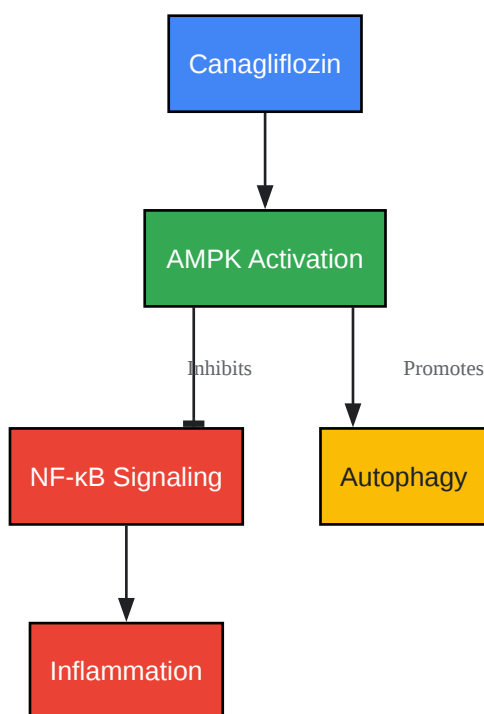 Canagliflozin
AMPK Activation
Inhibits
Promotes
NF-κB Signaling
Autophagy
Inflammation